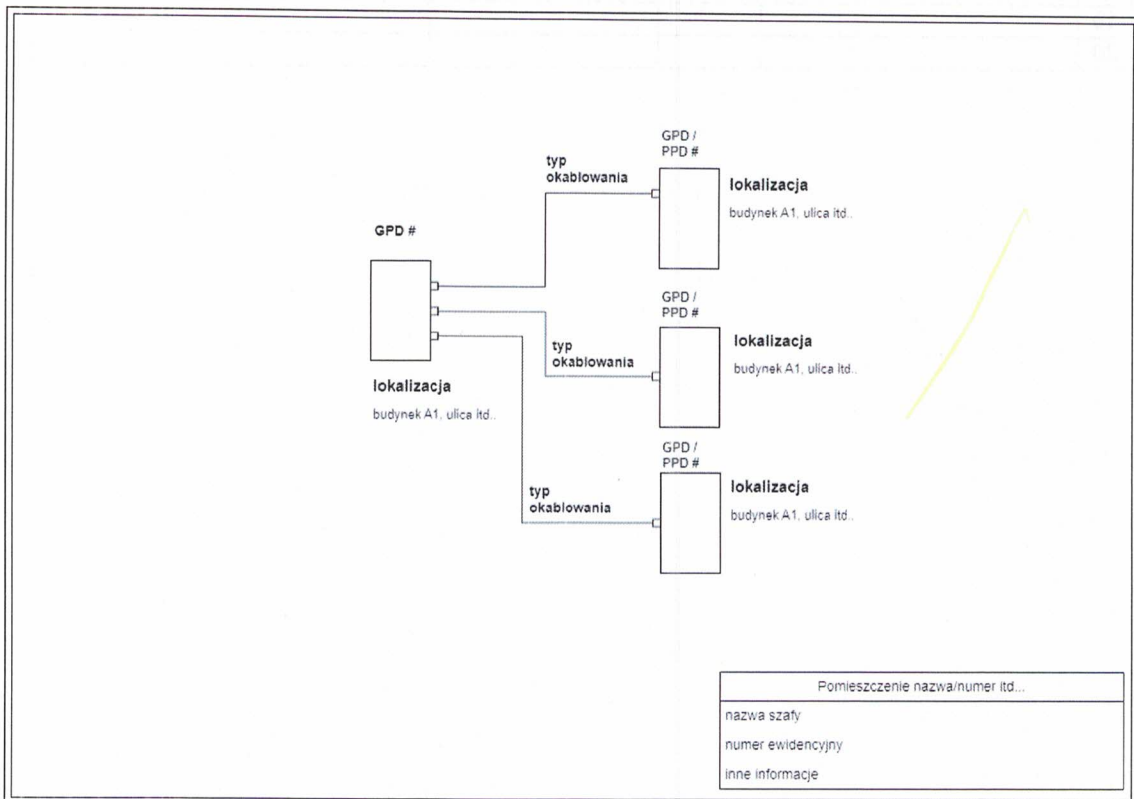 GPD /
PPD #
typ
okablowania
lokalizacja
budynek A1, ulica itd..
GPD #
lokalizacja
budynek A1, ulica itd..
GPD /
PPD #
typ
okablowania
lokalizacja
budynek A1, ulica itd..
GPD /
PPD #
typ
okablowania
lokalizacja
budynek A1, ulica itd..
Pomieszczenie nazwa/numer itd...
nazwa szafy
numer ewidencyjny
inne informacje